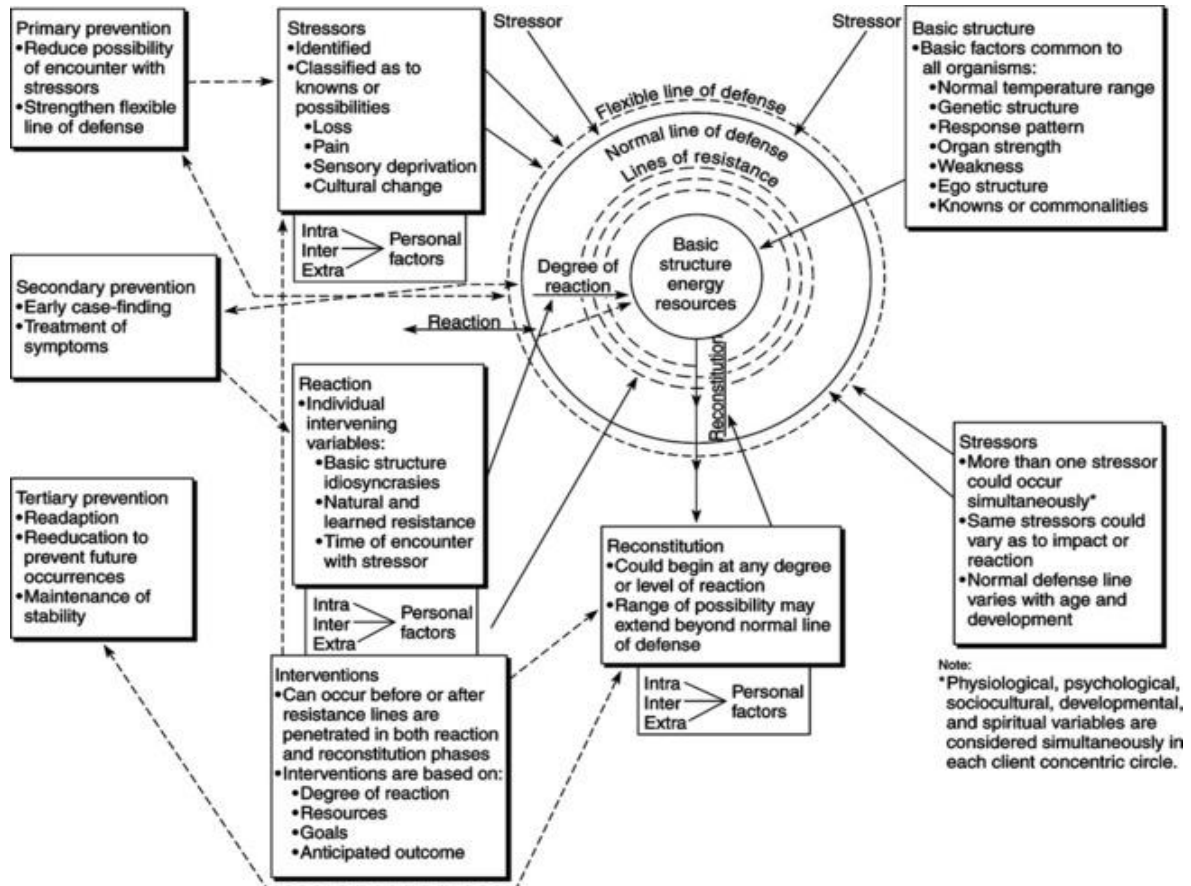 Primary prevention
•Reduce possibility
of encounter with
stressors
•Strengthen flexible
line of defense
Stressors
•Identified
•Classified as to
knowns or
possibilities
•Loss
•Pain
•Sensory deprivation
•Cultural change
Intra
Inter
Extra
Personal
factors
Stressor
Stressor
Basic structure
•Basic factors common to
all organisms:
•Normal temperature range
•Genetic structure
•Response pattern
•Organ strength
•Weakness
•Ego structure
•Knowns or commonalities
Flexible line of defense
Normal line of defense
Lines of resistance
Basic
structure
energy
resources
Degree of
reaction
Reaction
Reconstitution
Secondary prevention
•Early case-finding
•Treatment of
symptoms
Reaction
•Individual
intervening
variables:
•Basic structure
idiosyncrasies
•Natural and
learned resistance
•Time of encounter
with stressor
Intra
Inter
Extra
Personal
factors
Tertiary prevention
•Readaption
•Reeducation to
prevent future
occurrences
•Maintenance of
stability
Interventions
•Can occur before or after
resistance lines are
penetrated in both reaction
and reconstitution phases
•Interventions are based on:
•Degree of reaction
•Resources
•Goals
•Anticipated outcome
Reconstitution
•Could begin at any degree
or level of reaction
•Range of possibility may
extend beyond normal line
of defense
Intra
Inter
Extra
Personal
factors
Stressors
•More than one stressor
could occur
simultaneously*
•Same stressors could
vary as to impact or
reaction
•Normal defense line
varies with age and
development
Note:
*Physiological, psychological,
sociocultural, developmental,
and spiritual variables are
considered simultaneously in
each client concentric circle.